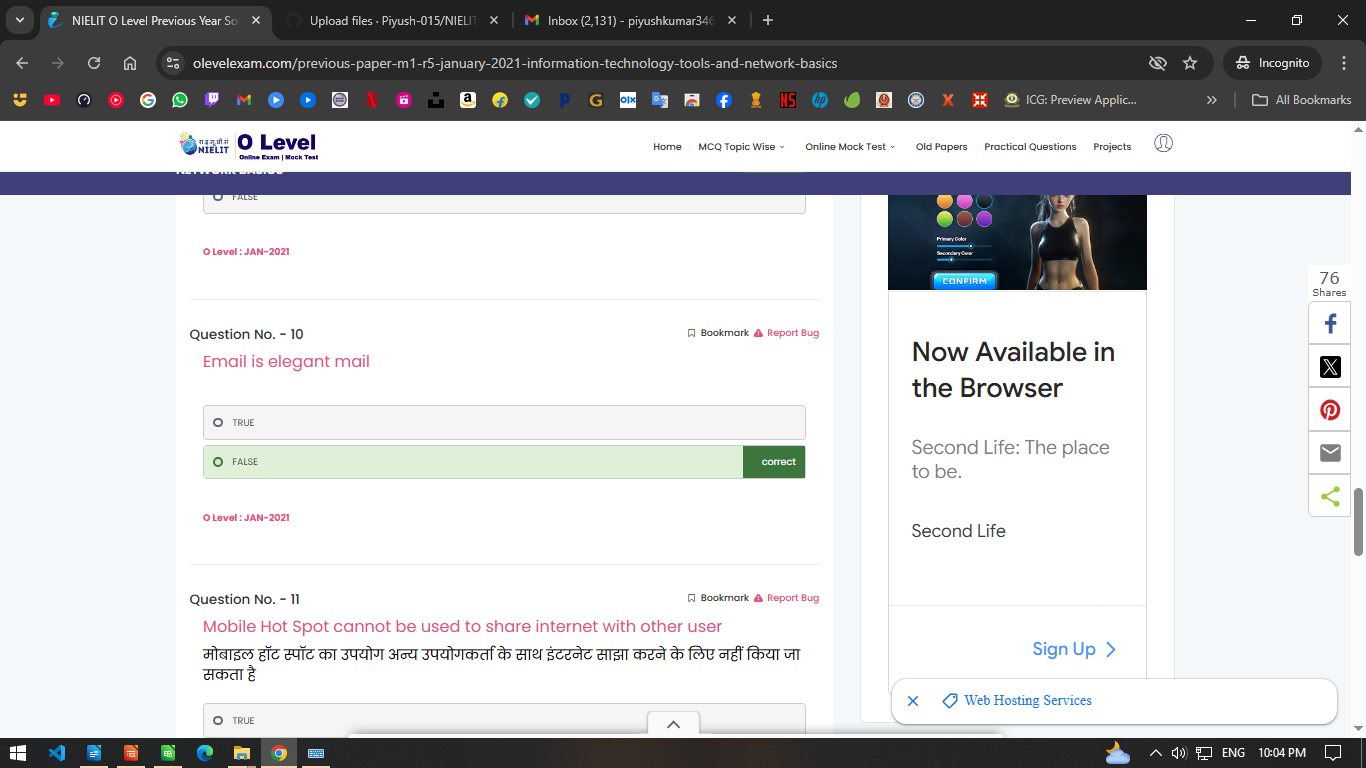 NIELIT O Level Previous Year So
Upload files · Piyush-015/NIELIT
Inbox (2,131) - piyushkumar346
olevelexam.com/previous-paper-m1-r5-january-2021-information-technology-tools-and-network-basics
Incognito
ICG: Preview Applic...
All Bookmarks
रा.इ.सू.प्रौ.सं
NIELIT
O Level
Online Exam | Mock Test
Home
MCQ Topic Wise
Online Mock Test
Old Papers
Practical Questions
Projects
NETWORK BASICS
FALSE
O Level : JAN-2021
Question No. - 10
Bookmark
Report Bug
Email is elegant mail
TRUE
FALSE
correct
O Level : JAN-2021
Question No. - 11
Bookmark
Report Bug
Mobile Hot Spot cannot be used to share internet with other user
मोबाइल हॉट स्पॉट का उपयोग अन्य उपयोगकर्ता के साथ इंटरनेट साझा करने के लिए नहीं किया जा
सकता है
TRUE
Primary Color
Secondary Color
CONFIRM
Now Available in
the Browser
Second Life: The place
to be.
Second Life
Sign Up
Web Hosting Services
76
Shares
ENG
10:04 PM